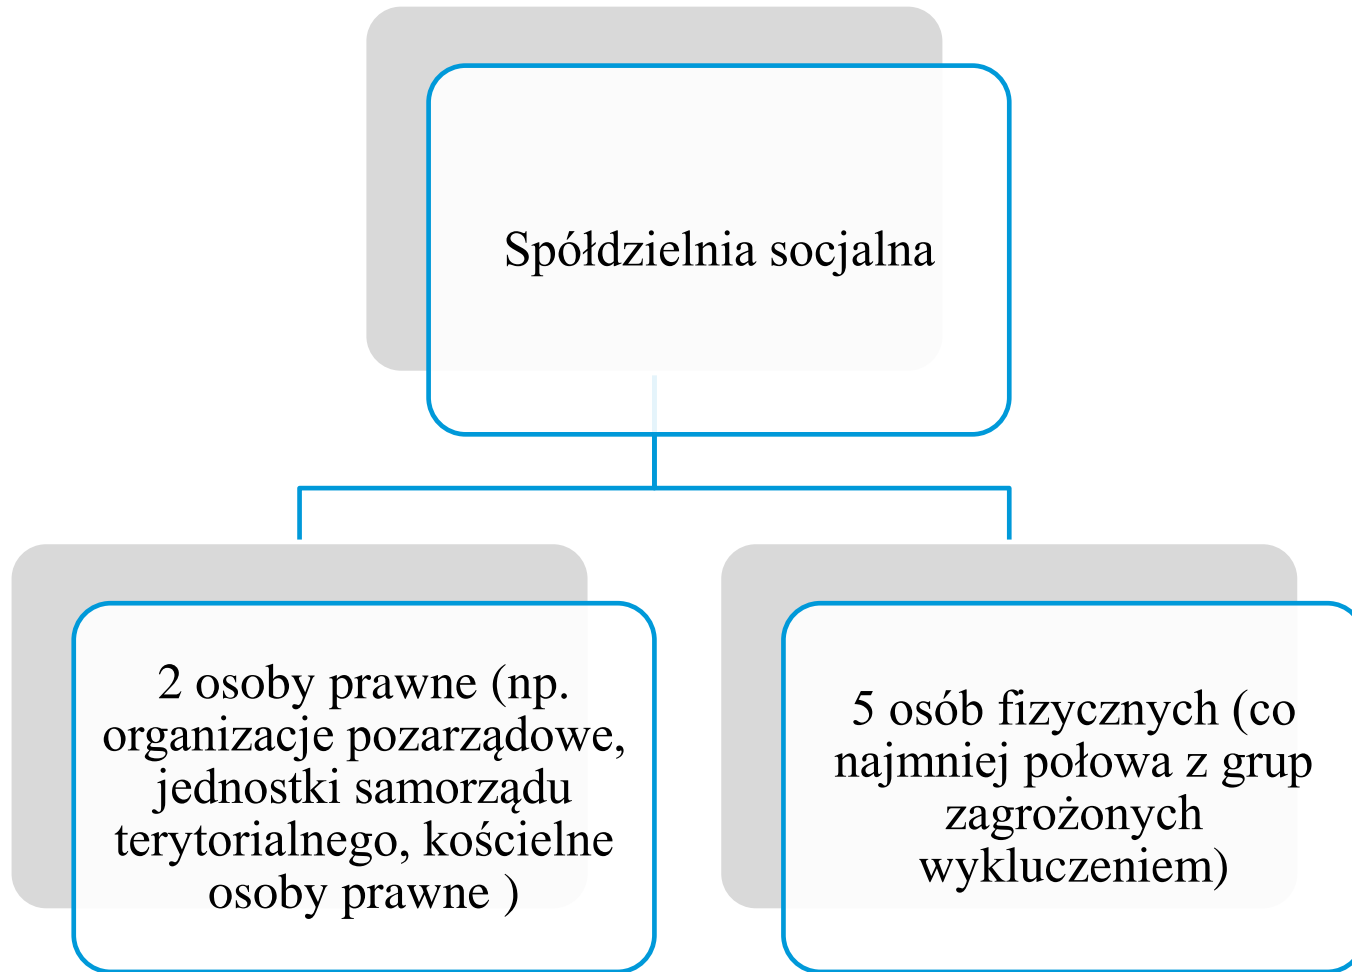 Spółdzielnia socjalna
2 osoby prawne (np.
organizacje pozarządowe,
jednostki samorządu
terytorialnego, kościelne
osoby prawne )
5 osób fizycznych (co
najmniej połowa z grup
zagrożonych
wykluczeniem)